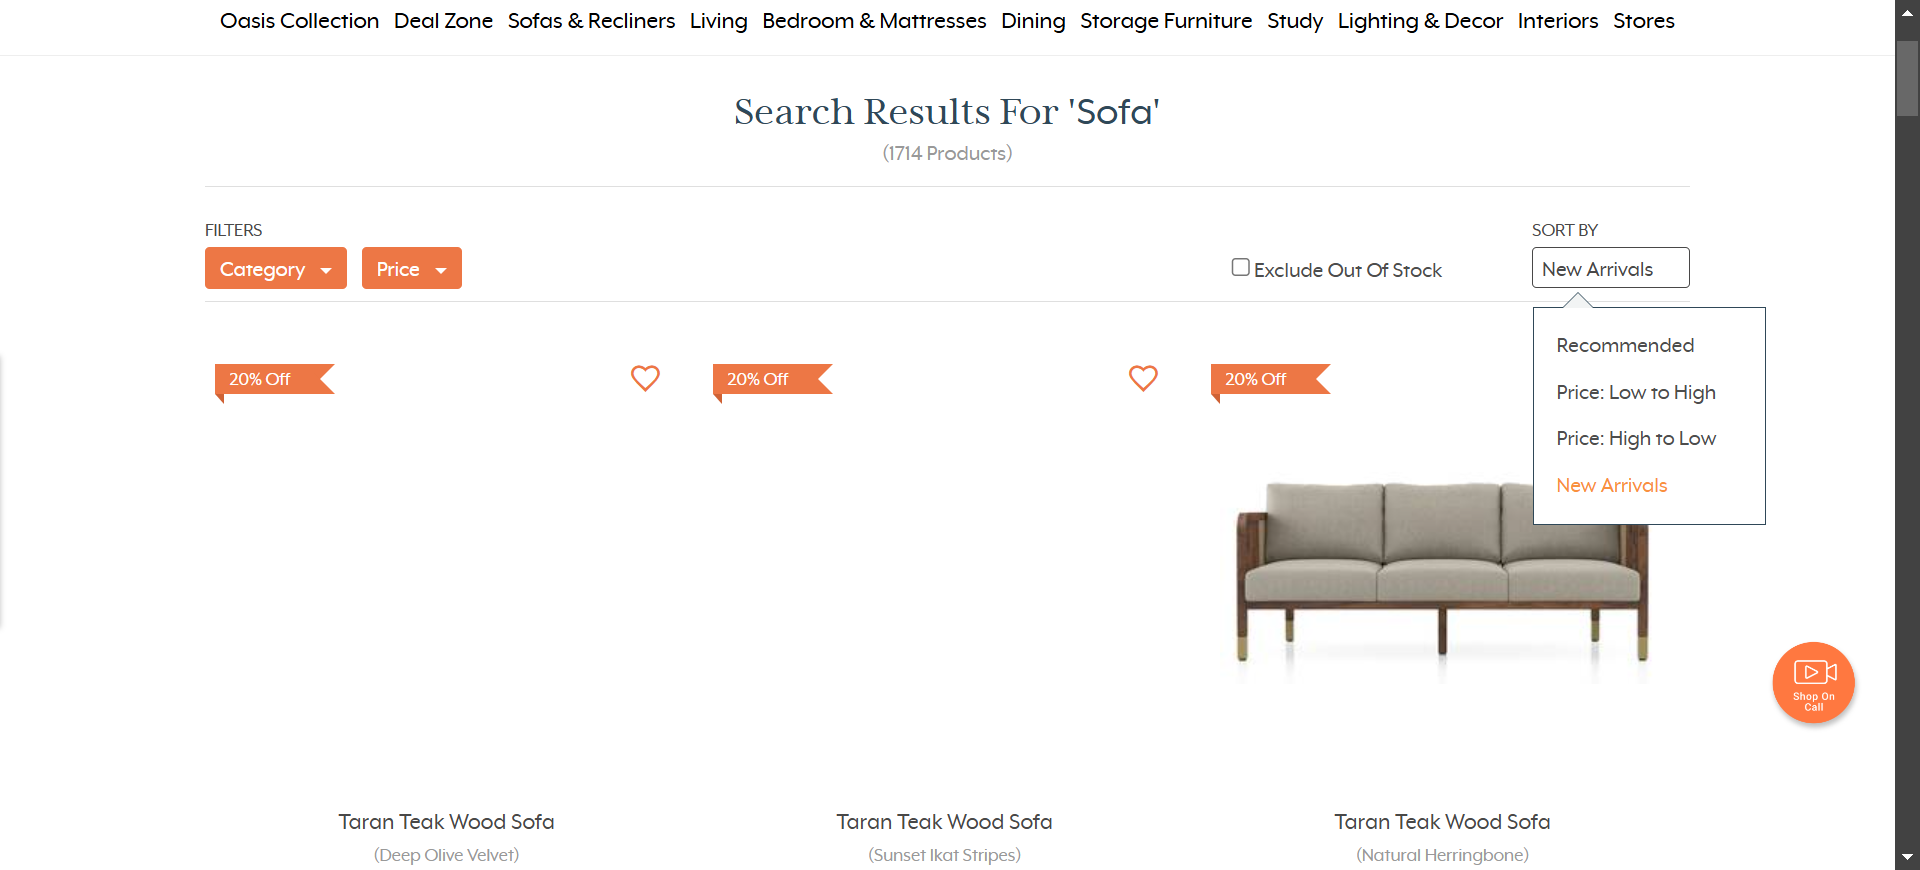 Oasis Collection Deal Zone Sofas & Recliners Living Bedroom & Mattresses Dining Storage Furniture Study Lighting & Decor Interiors Stores
Search Results For 'Sofa'
(1714 Products)
FILTERS
Category Price
Exclude Out Of Stock
SORT BY
New Arrivals
Recommended
Price: Low to High
Price: High to Low
New Arrivals
20% Off
20% Off
20% Off
Shop On
Call
Taran Teak Wood Sofa
(Deep Olive Velvet)
Taran Teak Wood Sofa
(Sunset Ikat Stripes)
Taran Teak Wood Sofa
(Natural Herringbone)